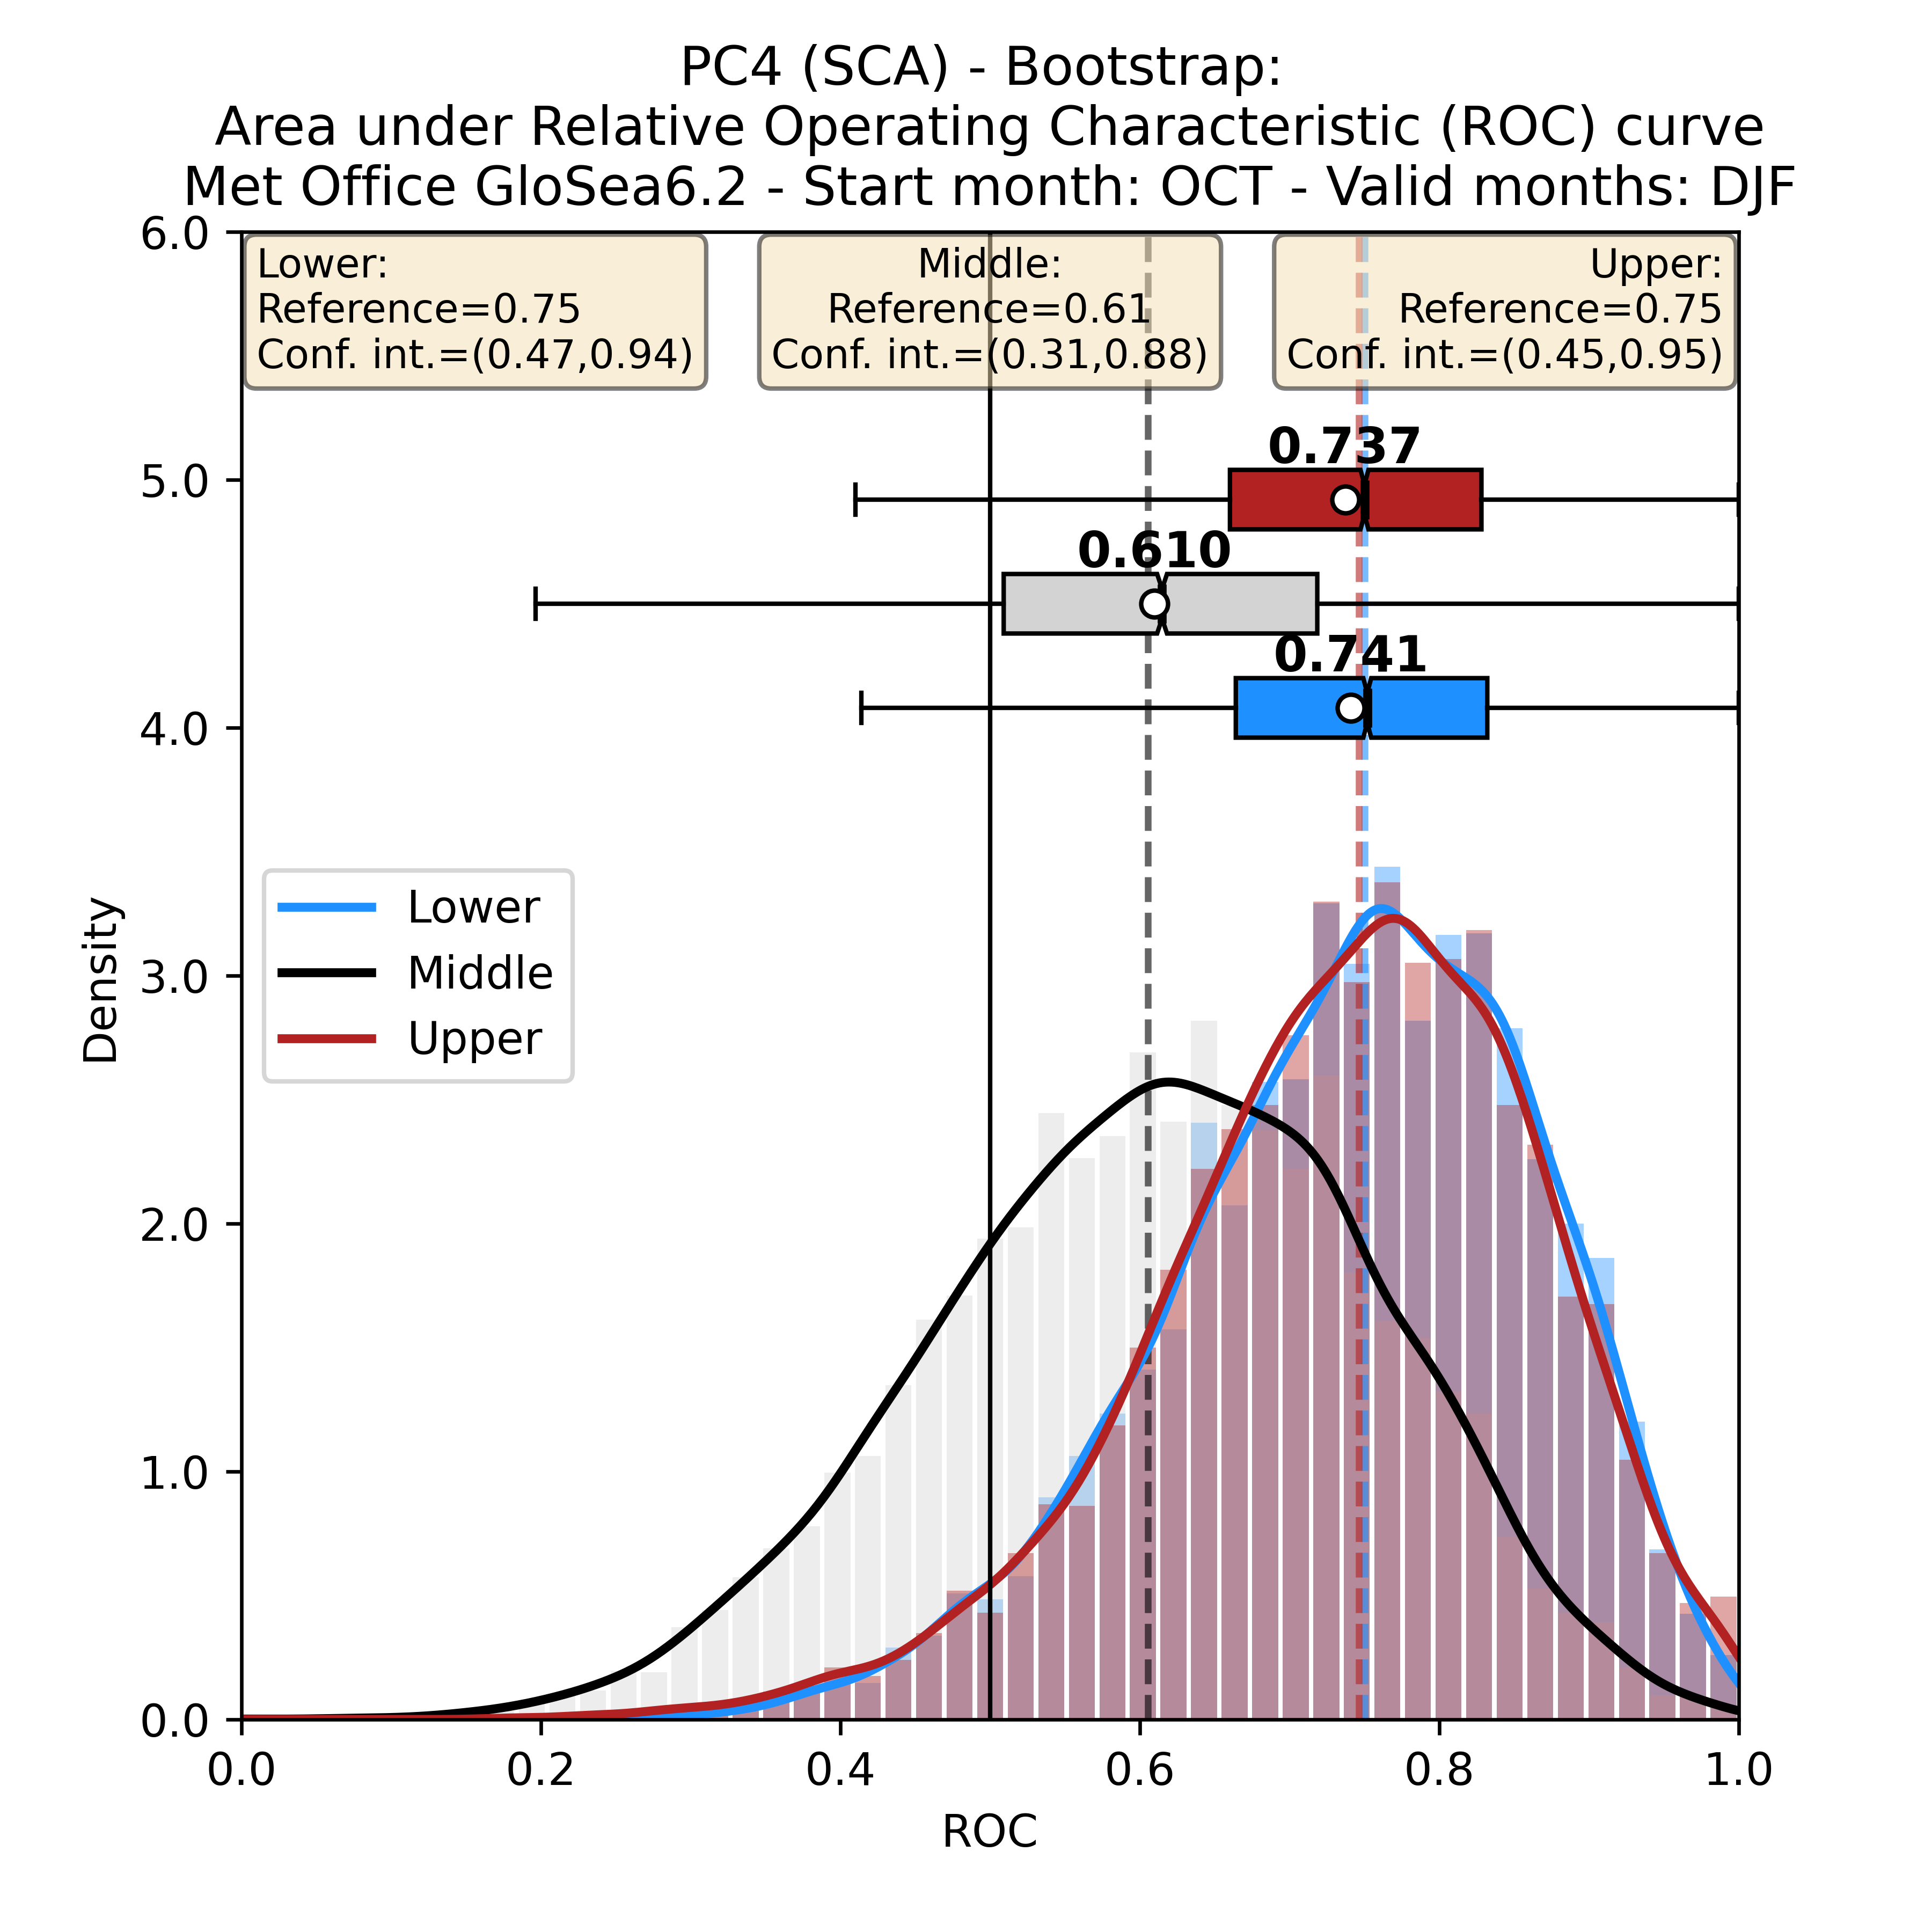 PC4 (SCA) - Bootstrap:
Area under Relative Operating Characteristic (ROC) curve
Met Office GloSea6.2 - Start month: OCT - Valid months: DJF
Lower:
Reference=0.75
Conf. int.=(0.47,0.94)
Middle:
Reference=0.61
Conf. int.=(0.31,0.88)
Upper:
Reference=0.75
Conf. int.=(0.45,0.95)
0.737
0.610
0.741
Lower
Middle
Upper
Density
6.0
5.0
4.0
3.0
2.0
1.0
0.0
0.0 0.2 0.4 0.6 0.8 1.0
ROC